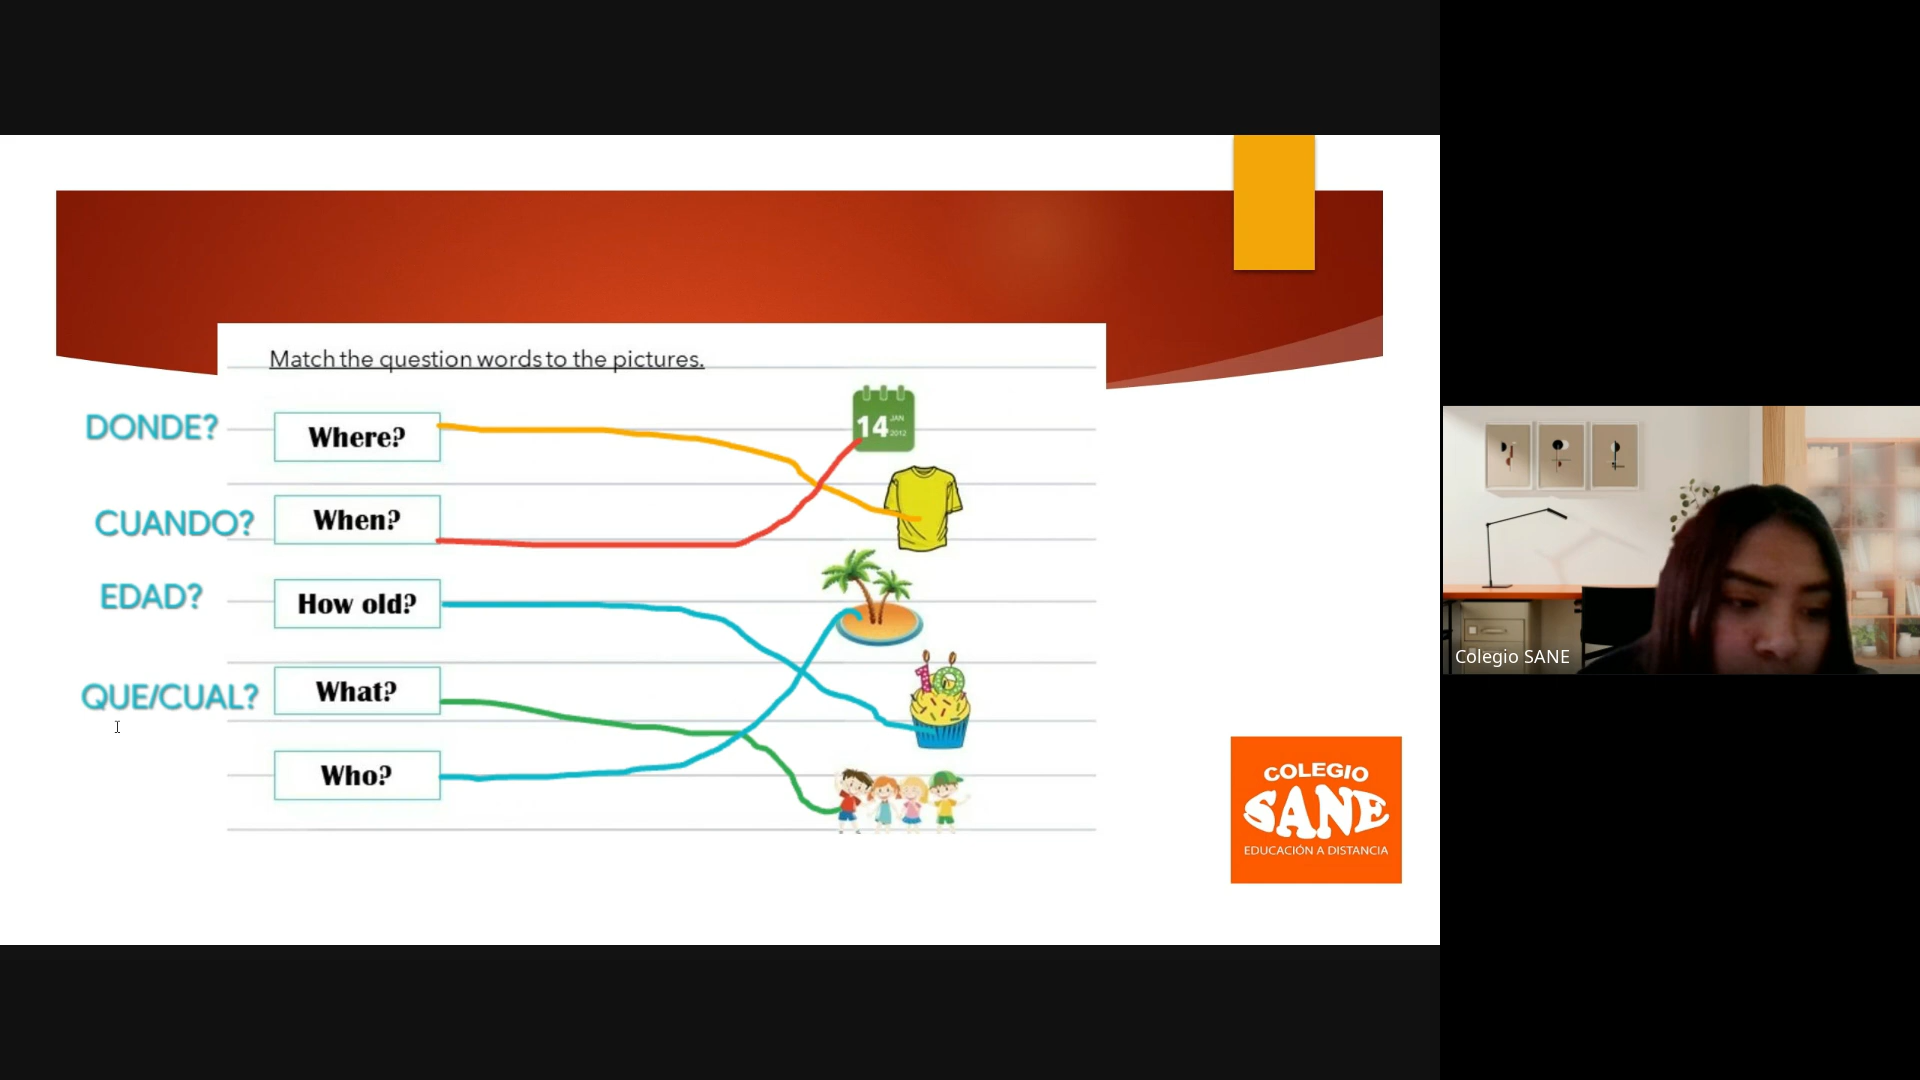 Match the question words to the pictures.
DONDE?
Where?
14 JAN
2012
CUANDO?
When?
EDAD?
How old?
10
QUE/CUAL?
What?
Who?
COLEGIO
SANE
EDUCACIÓN A DISTANCIA
Colegio SANE